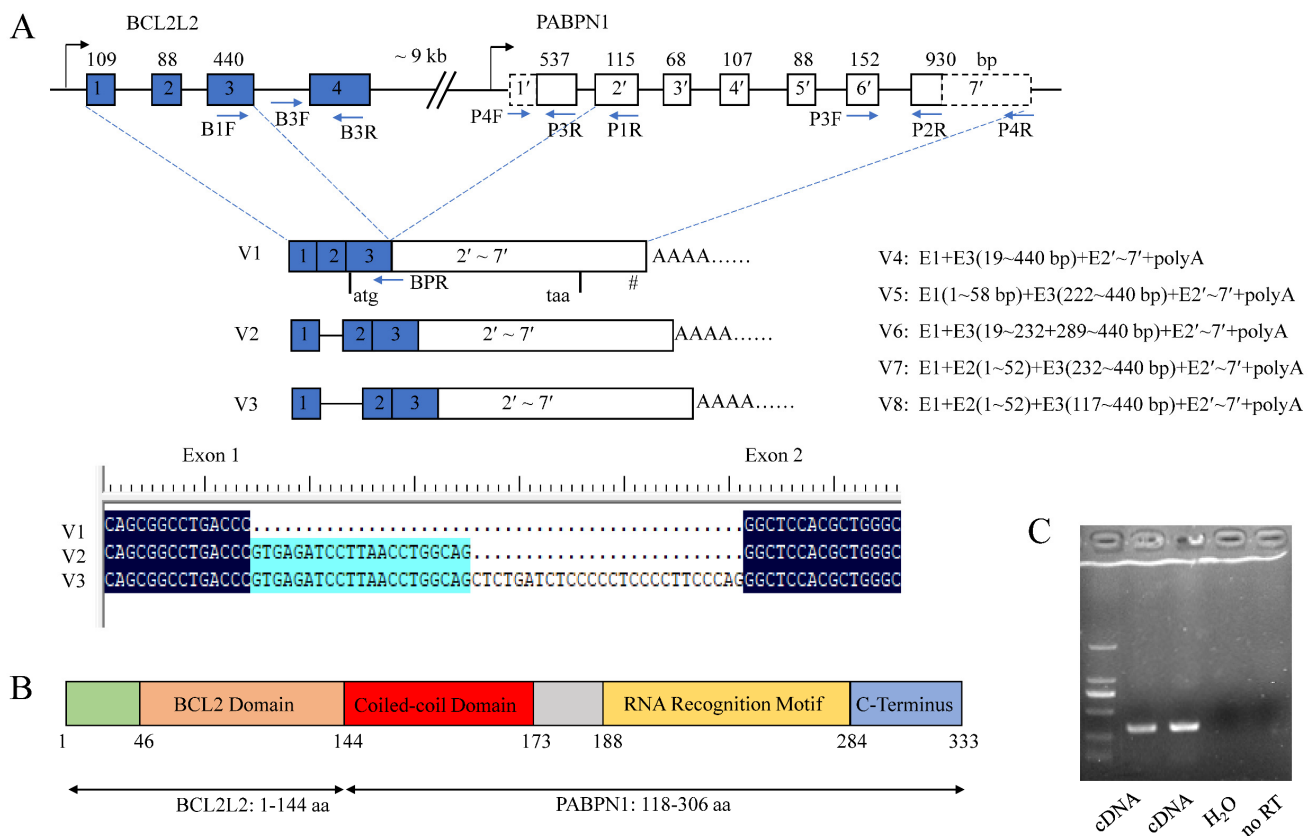 A
BCL2L2
PABPN1
109 88 440 ~ 9 kb 537 115 68 107 88 152 930 bp
1 2 3 4 1′ 2′ 3′ 4′ 5′ 6′ 7′
B1F B3F B3R P4F P3R P1R P3F P2R P4R
V1 1 2 3 2′ ~ 7′ AAAA......
BPR
atg taa #
V2 1 2 3 2′ ~ 7′ AAAA......
V3 1 2 3 2′ ~ 7′ AAAA......
V4: E1+E3(19~440 bp)+E2′~7′+polyA
V5: E1(1~58 bp)+E3(222~440 bp)+E2′~7′+polyA
V6: E1+E3(19~232+289~440 bp)+E2′~7′+polyA
V7: E1+E2(1~52)+E3(232~440 bp)+E2′~7′+polyA
V8: E1+E2(1~52)+E3(117~440 bp)+E2′~7′+polyA
Exon 1 Exon 2
V1 CAGCGGCCTGACCC...............................................GGCTCCACGCTGGGC
V2 CAGCGGCCTGACCCGTGAGATCCTTAACCTGGCAG..........................GGCTCCACGCTGGGC
V3 CAGCGGCCTGACCCGTGAGATCCTTAACCTGGCAGCTCTGATCTCCCCCTCCCCTTCCCAGGGCTCCACGCTGGGC
B
BCL2 Domain Coiled-coil Domain RNA Recognition Motif C-Terminus
1 46 144 173 188 284 333
BCL2L2: 1-144 aa PABPN1: 118-306 aa
C
cDNA cDNA H₂O no RT